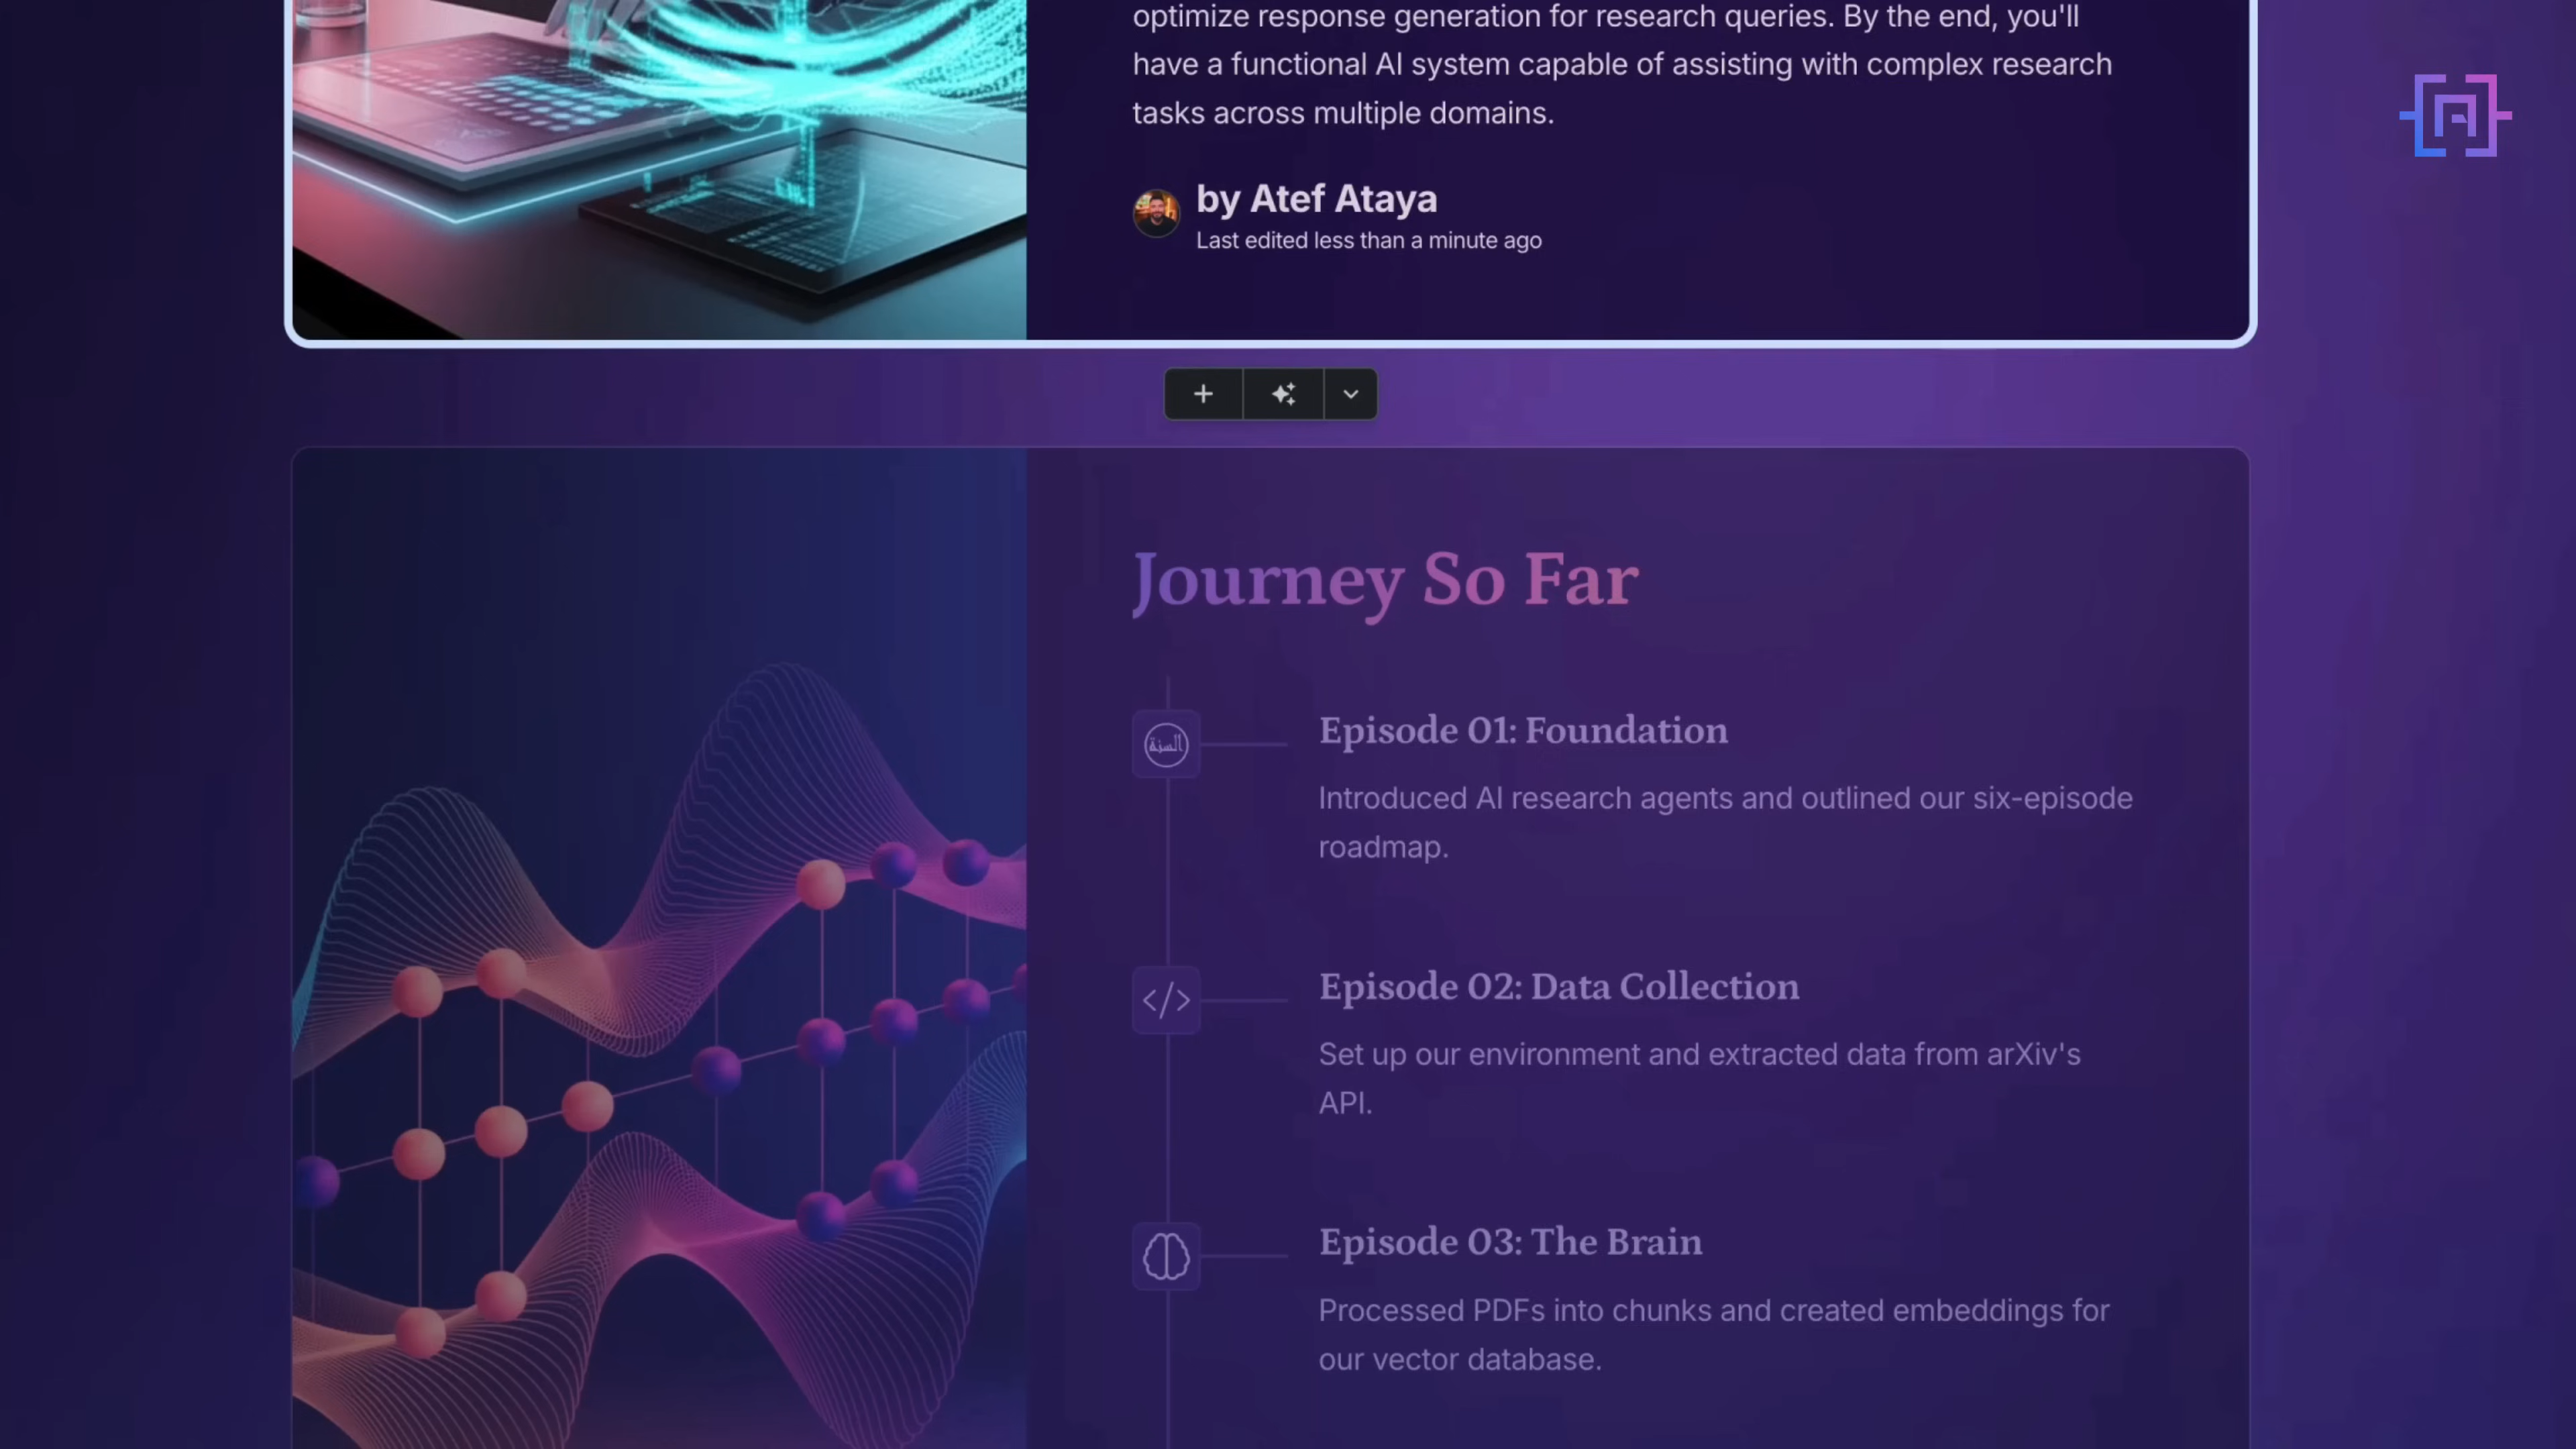 optimize response generation for research queries. By the end, you'll
have a functional AI system capable of assisting with complex research
tasks across multiple domains.
by Atef Ataya
Last edited less than a minute ago
Journey So Far
Episode 01: Foundation
السنة
Introduced AI research agents and outlined our six-episode
roadmap.
Episode 02: Data Collection
</>
Set up our environment and extracted data from arXiv's
API.
Episode 03: The Brain
Processed PDFs into chunks and created embeddings for
our vector database.